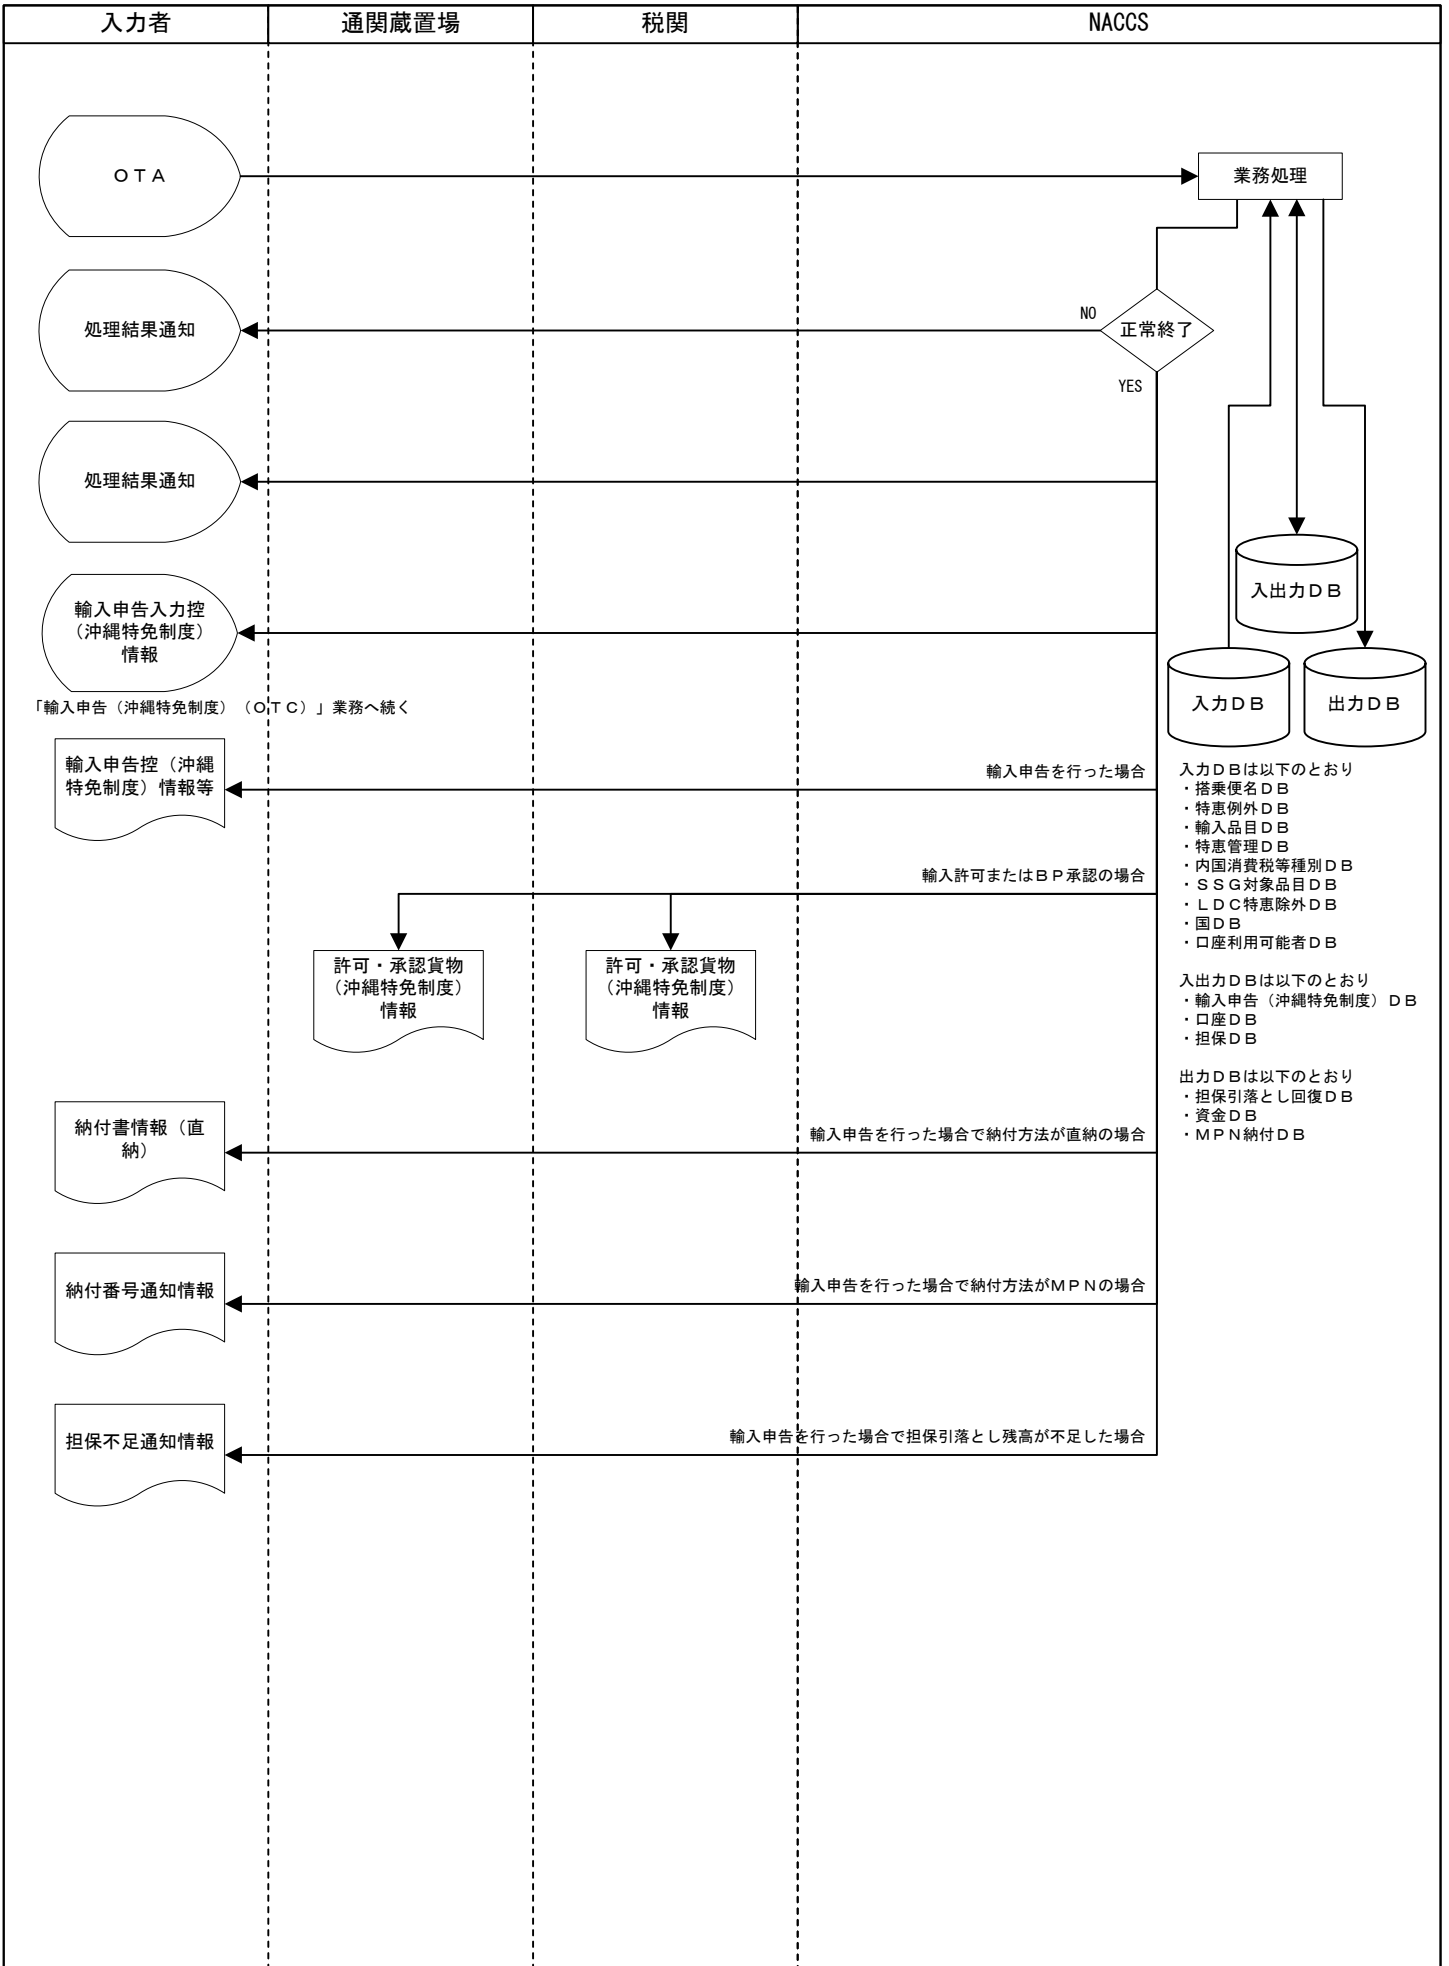 入力者
通関蔵置場
税関
NACCS
ＯＴＡ
業務処理
処理結果通知
NO
正常終了
YES
処理結果通知
輸入申告入力控
（沖縄特免制度）
情報
入出力ＤＢ
入力ＤＢ
出力ＤＢ
「輸入申告（沖縄特免制度）（ＯＴＣ）」業務へ続く
輸入申告控（沖縄
特免制度）情報等
輸入申告を行った場合
輸入許可またはＢＰ承認の場合
許可・承認貨物
（沖縄特免制度）
情報
許可・承認貨物
（沖縄特免制度）
情報
入力ＤＢは以下のとおり
・搭乗便名ＤＢ
・特恵例外ＤＢ
・輸入品目ＤＢ
・特恵管理ＤＢ
・内国消費税等種別ＤＢ
・ＳＳＧ対象品目ＤＢ
・ＬＤＣ特恵除外ＤＢ
・国ＤＢ
・口座利用可能者ＤＢ
入出力ＤＢは以下のとおり
・輸入申告（沖縄特免制度）ＤＢ
・口座ＤＢ
・担保ＤＢ
出力ＤＢは以下のとおり
・担保引落とし回復ＤＢ
・資金ＤＢ
・ＭＰＮ納付ＤＢ
納付書情報（直
納）
輸入申告を行った場合で納付方法が直納の場合
納付番号通知情報
輸入申告を行った場合で納付方法がＭＰＮの場合
担保不足通知情報
輸入申告を行った場合で担保引落とし残高が不足した場合